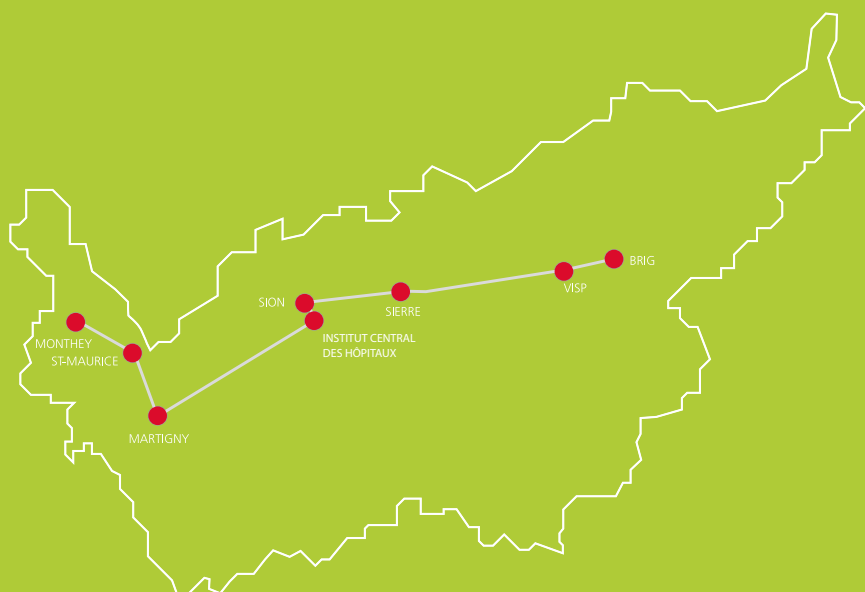 BRIG
VISP
SION
SIERRE
INSTITUT CENTRAL
DES HÔPITAUX
MONTHEY
ST-MAURICE
MARTIGNY